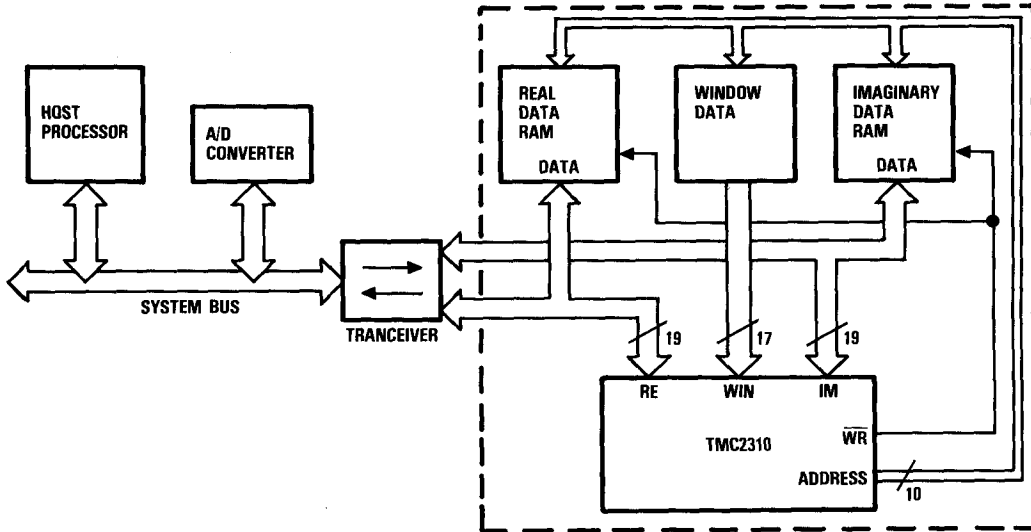 HOST
PROCESSOR
A/D
CONVERTER
SYSTEM BUS
TRANCEIVER
REAL
DATA
RAM
DATA
WINDOW
DATA
IMAGINARY
DATA
RAM
DATA
19
17
19
RE
WIN
IM
TMC2310
WR
ADDRESS
10